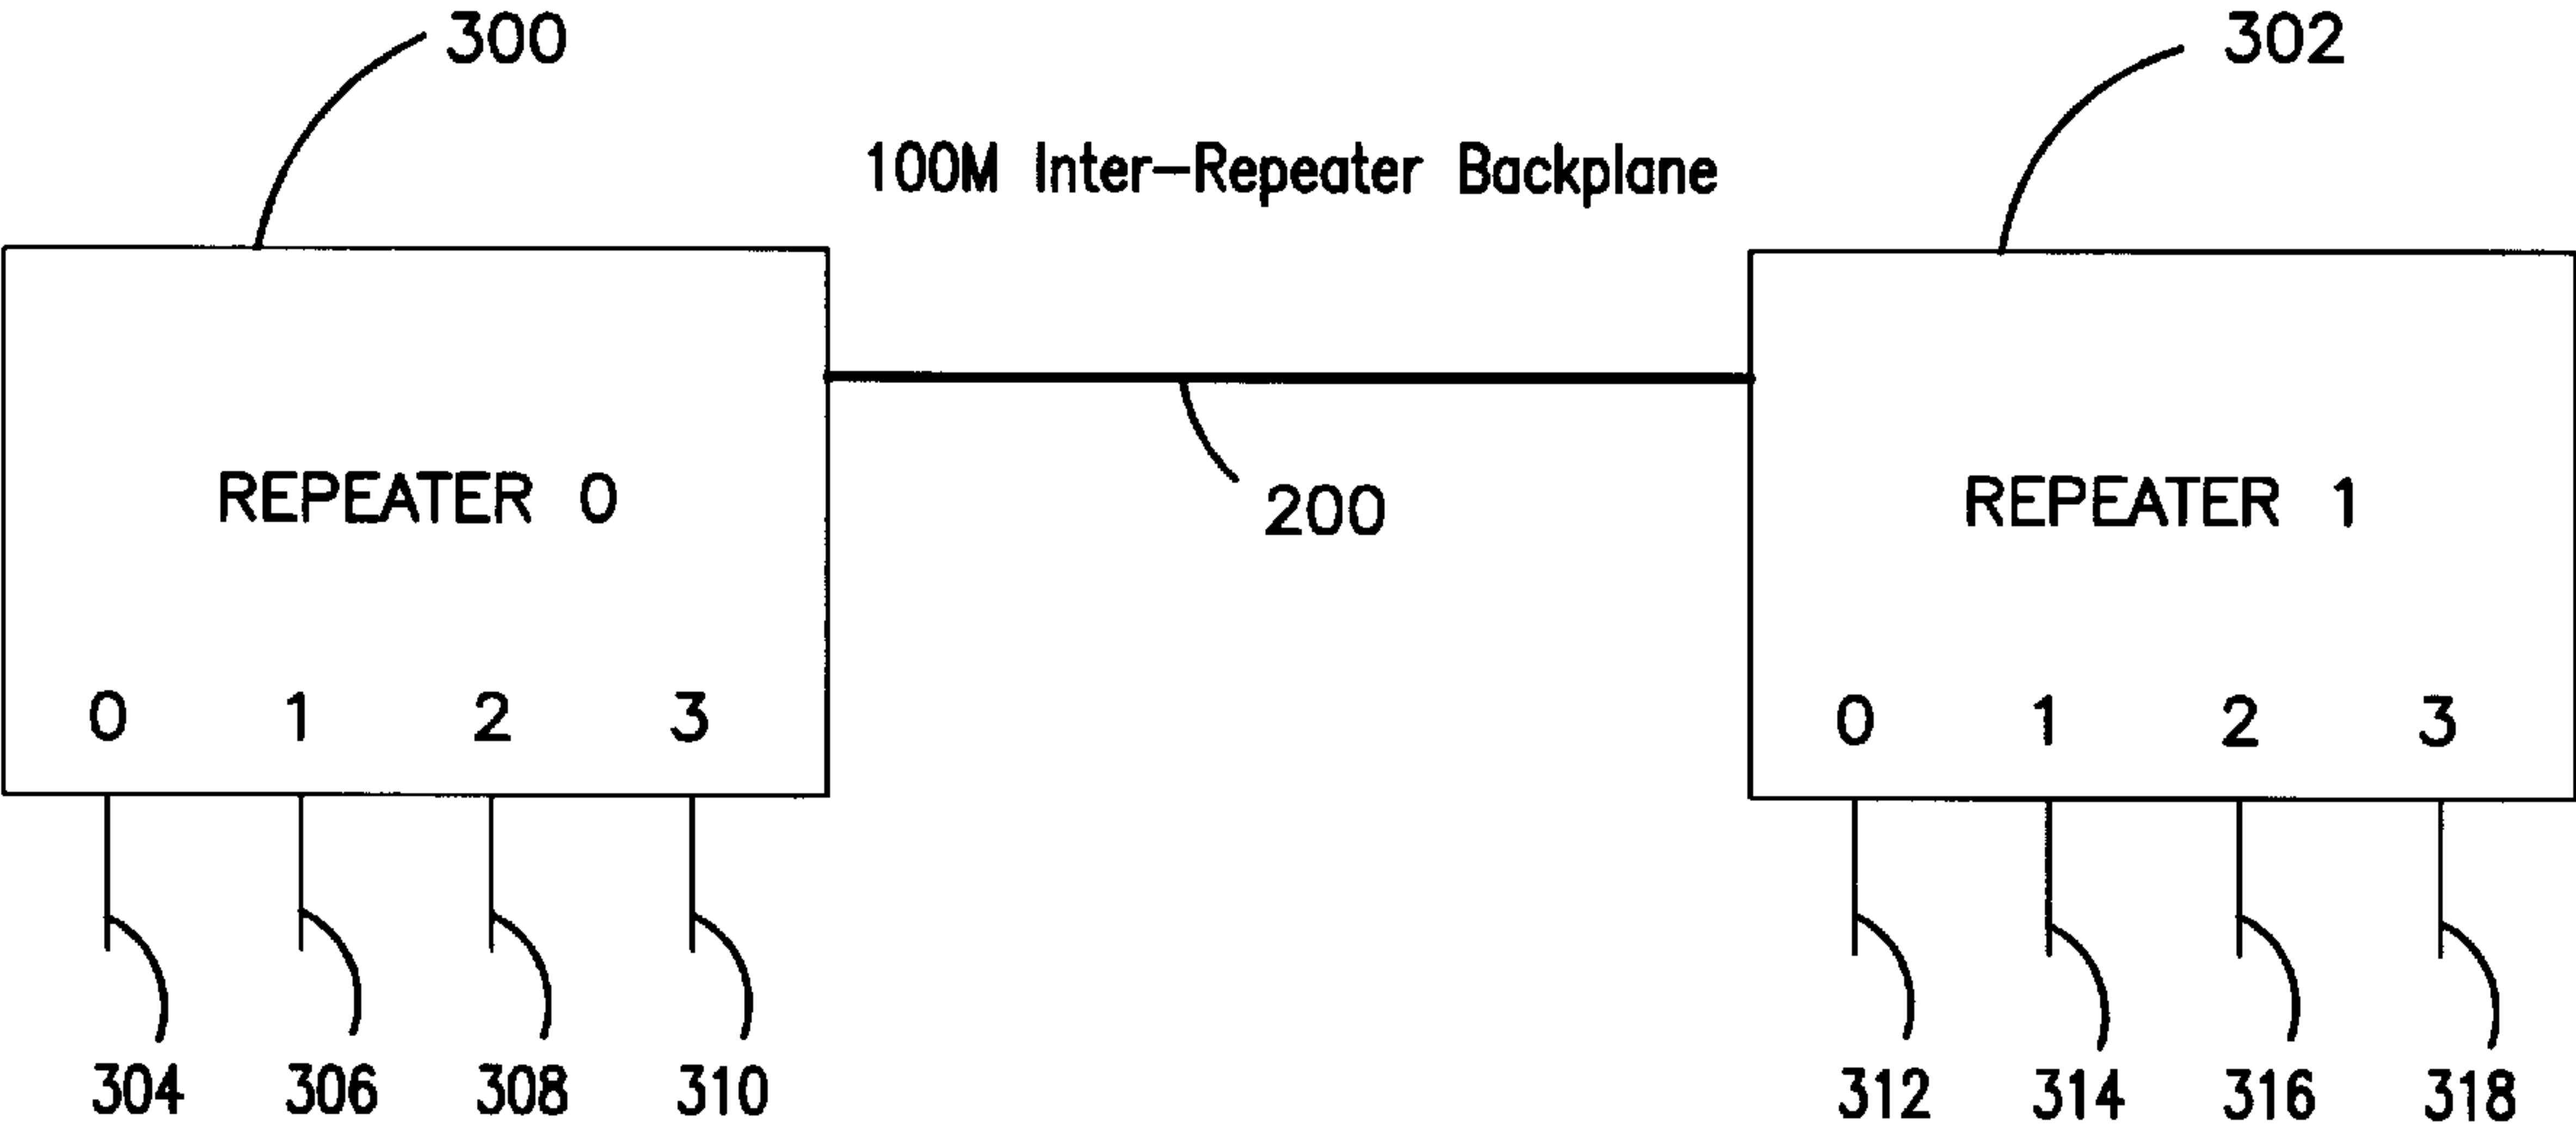 300
302
100M Inter-Repeater Backplane
200
REPEATER 0
REPEATER 1
0 1 2 3
0 1 2 3
304 306 308 310
312 314 316 318